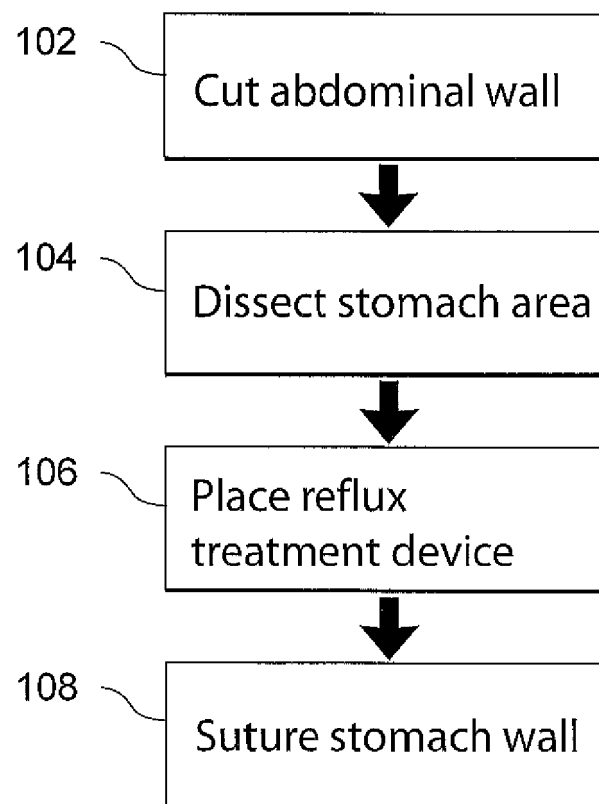 102
Cut abdominal wall
104
Dissect stomach area
106
Place reflux
treatment device
108
Suture stomach wall